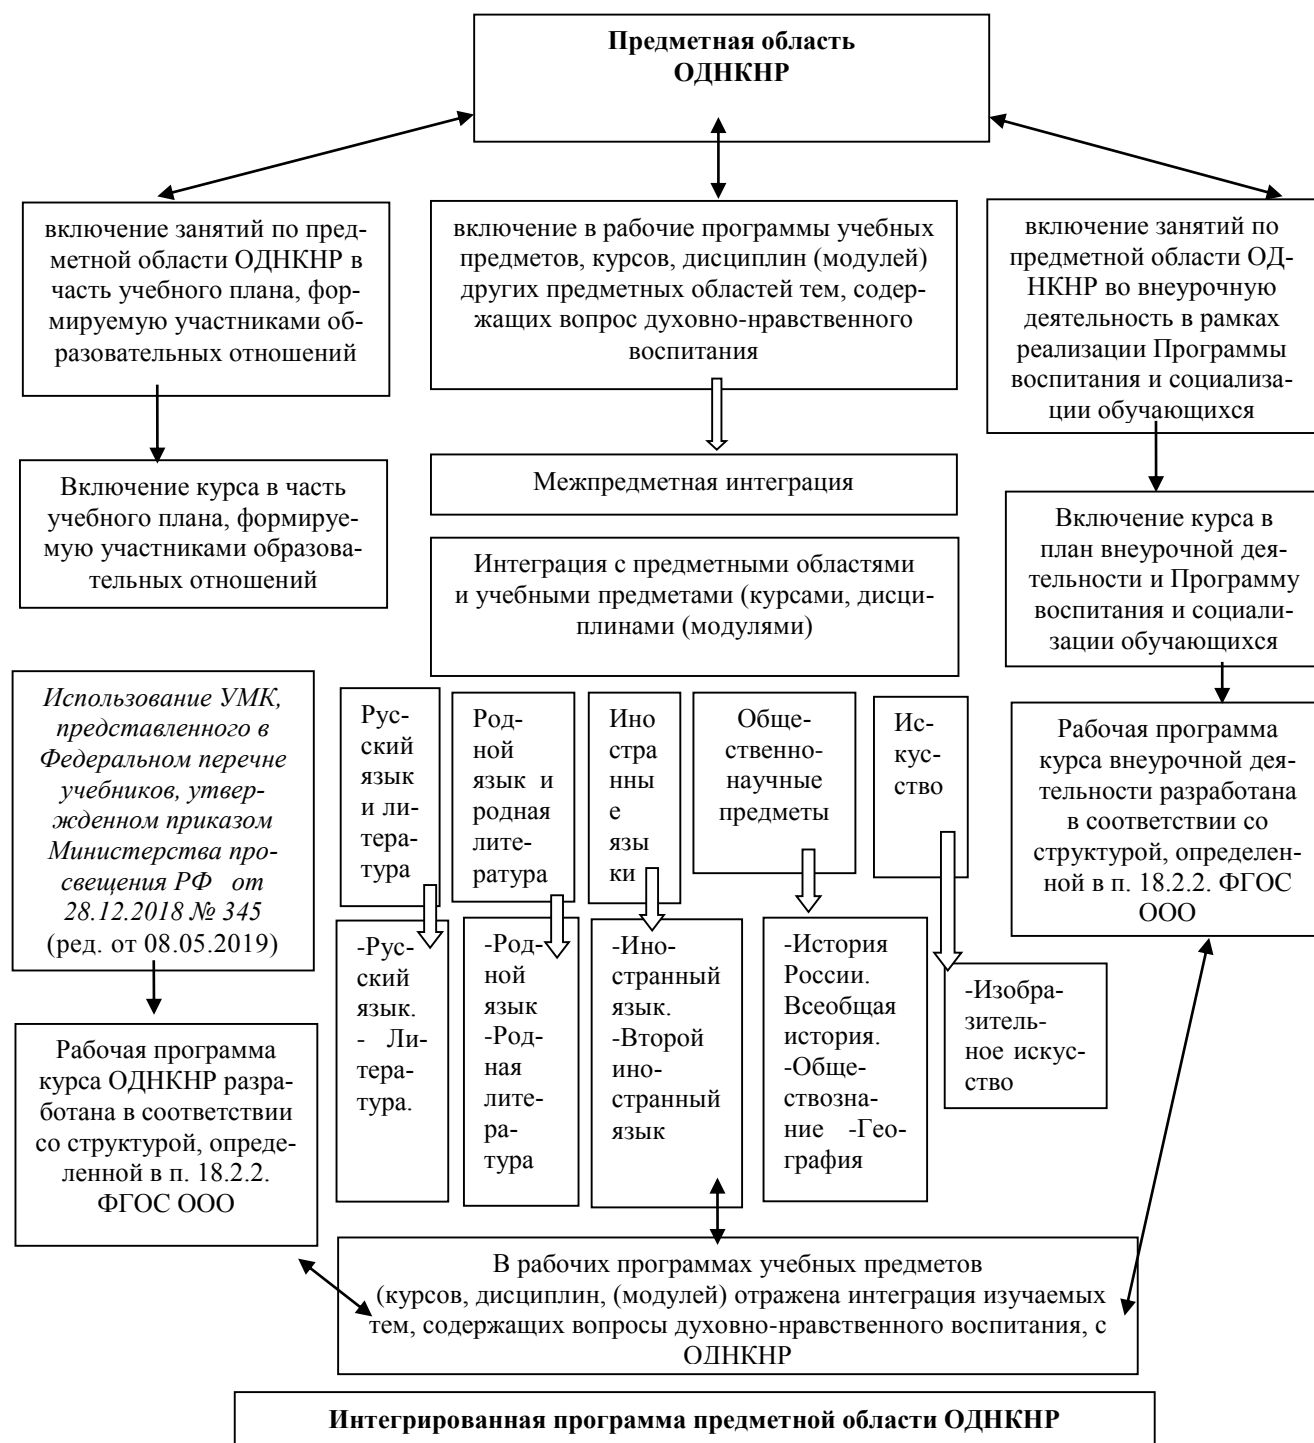 Предметная область
ОДНКНР
включение занятий по пред-
метной области ОДНКНР в
часть учебного плана, фор-
мируемую участниками об-
разовательных отношений
включение в рабочие программы учебных
предметов, курсов, дисциплин (модулей)
других предметных областей тем, содер-
жащих вопрос духовно-нравственного
воспитания
включение занятий по
предметной области ОД-
НКНР во внеурочную
деятельность в рамках
реализации Программы
воспитания и социализа-
ции обучающихся
Включение курса в часть
учебного плана, формируе-
мую участниками образова-
тельных отношений
Межпредметная интеграция
Интеграция с предметными областями
и учебными предметами (курсами, дисци-
плинами (модулями)
Включение курса в
план внеурочной дея-
тельности и Программу
воспитания и социали-
зации обучающихся
Использование УМК,
представленного в
Федеральном перечне
учебников, утвер-
жденном приказом
Министерства про-
свещения РФ от
28.12.2018 № 345
(ред. от 08.05.2019)
Рус-
ский
язык
и ли-
тера-
тура
Род-
ной
язык и
родная
лите-
ратура
Ино
стра
нны
е
язы
ки
Обще-
ственно-
научные
предметы
Ис-
кус-
ство
Рабочая программа
курса внеурочной дея-
тельности разработана
в соответствии со
структурой, определен-
ной в п. 18.2.2. ФГОС
ООО
-Рус-
ский
язык.
- Ли-
тера-
тура.
-Род-
ной
язык
-Род-
ная
лите-
ра-
тура
-Ино-
странный
язык.
-Второй
ино-
странный
язык
-История
России.
Всеобщая
история.
-Обще-
ствозна-
ние -Гео-
графия
-Изобра-
зитель-
ное искус-
ство
Рабочая программа
курса ОДНКНР разра-
ботана в соответствии
со структурой, опреде-
ленной в п. 18.2.2.
ФГОС ООО
В рабочих программах учебных предметов
(курсов, дисциплин, (модулей) отражена интеграция изучаемых
тем, содержащих вопросы духовно-нравственного воспитания, с
ОДНКНР
Интегрированная программа предметной области ОДНКНР